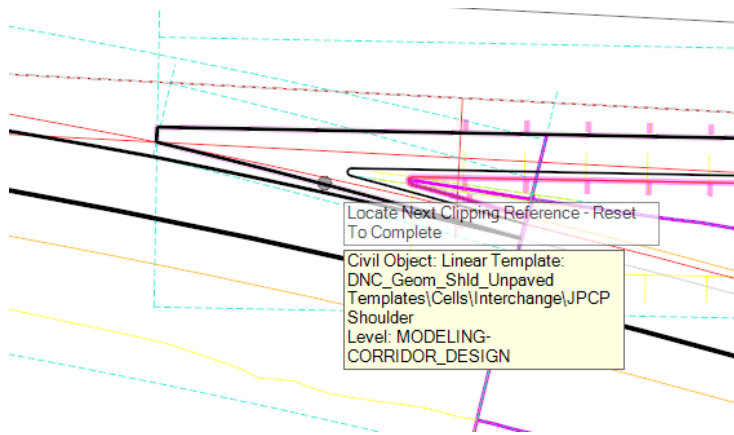 Locate Next Clipping Reference - Reset
To Complete
Civil Object: Linear Template:
DNC_Geom_Shld_Unpaved
Templates\Cells\Interchange\JPCP
Shoulder
Level: MODELING-
CORRIDOR_DESIGN